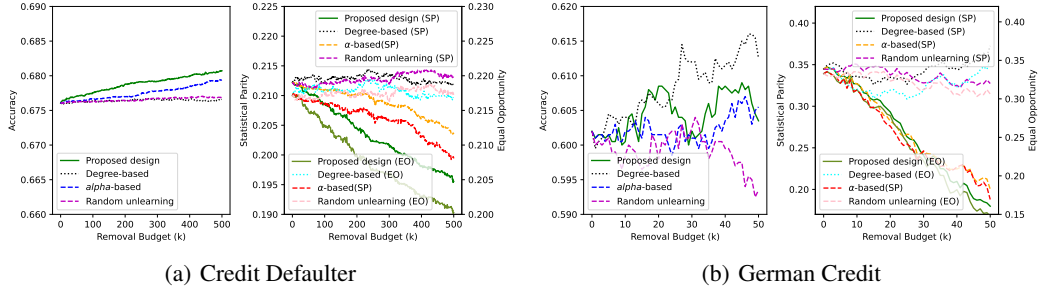 0.690
0.685
0.680
0.675
0.670
0.665
0.660
Accuracy
0 100 200 300 400 500
Removal Budget (k)
Proposed design
Degree-based
alpha-based
Random unlearning
0.225
0.220
0.215
0.210
0.205
0.200
0.195
0.190
Statistical Parity
0 100 200 300 400 500
Removal Budget (k)
0.230
0.225
0.220
0.215
0.210
0.205
0.200
Equal Opportunity
Proposed design (SP)
Degree-based (SP)
α-based(SP)
Random unlearning (SP)
Proposed design (EO)
Degree-based (EO)
α-based(SP)
Random unlearning (EO)
(a) Credit Defaulter
0.620
0.615
0.610
0.605
0.600
0.595
0.590
Accuracy
0 10 20 30 40 50
Removal Budget (k)
Proposed design
Degree-based
alpha-based
Random unlearning
0.40
0.35
0.30
0.25
0.20
Statistical Parity
0 10 20 30 40 50
Removal Budget (k)
0.40
0.35
0.30
0.25
0.20
0.15
Equal Opportunity
Proposed design (SP)
Degree-based (SP)
α-based(SP)
Random unlearning (SP)
Proposed design (EO)
Degree-based (EO)
α-based(SP)
Random unlearning (EO)
(b) German Credit